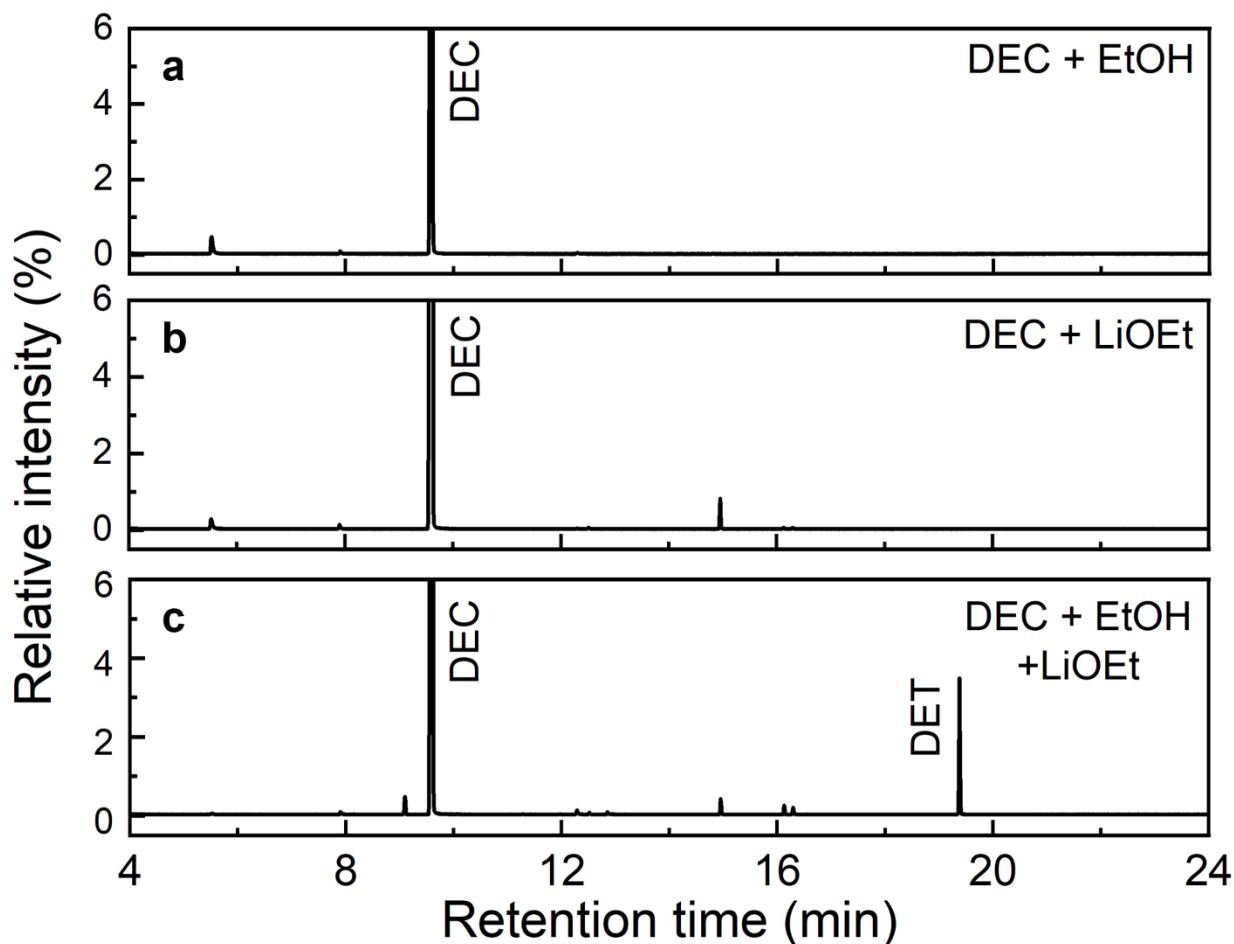 Relative intensity (%)
a
DEC + EtOH
DEC
6
4
2
0
b
DEC + LiOEt
DEC
6
4
2
0
c
DEC + EtOH
+LiOEt
DEC
DET
6
4
2
0
4 8 12 16 20 24
Retention time (min)